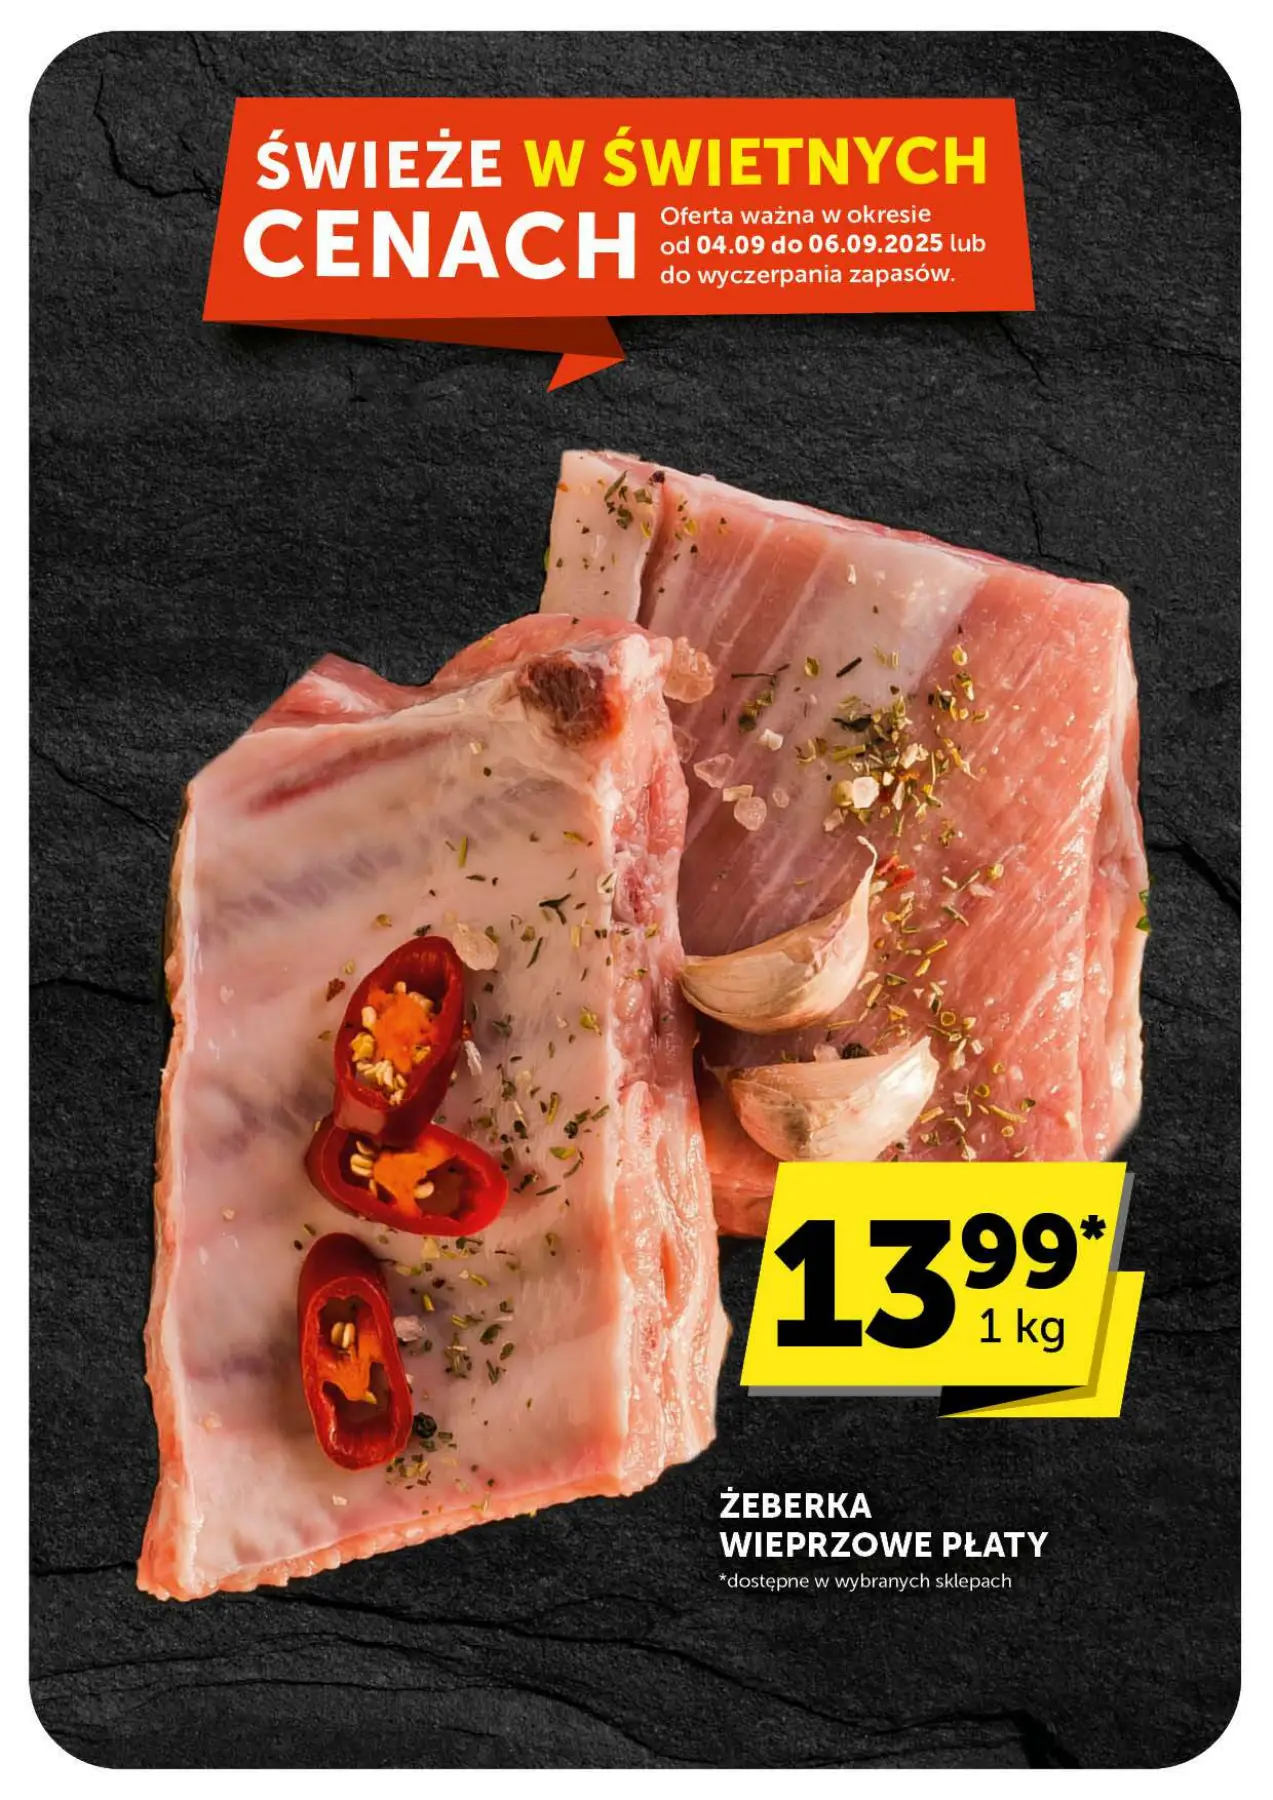 ŚWIEŻE W ŚWIETNYCH
CENACH
Oferta ważna w okresie
od 04.09 do 06.09.2025 lub
do wyczerpania zapasów.
13 99*
1 kg
ŻEBERKA
WIEPRZOWE PŁATY
*dostępne w wybranych sklepach